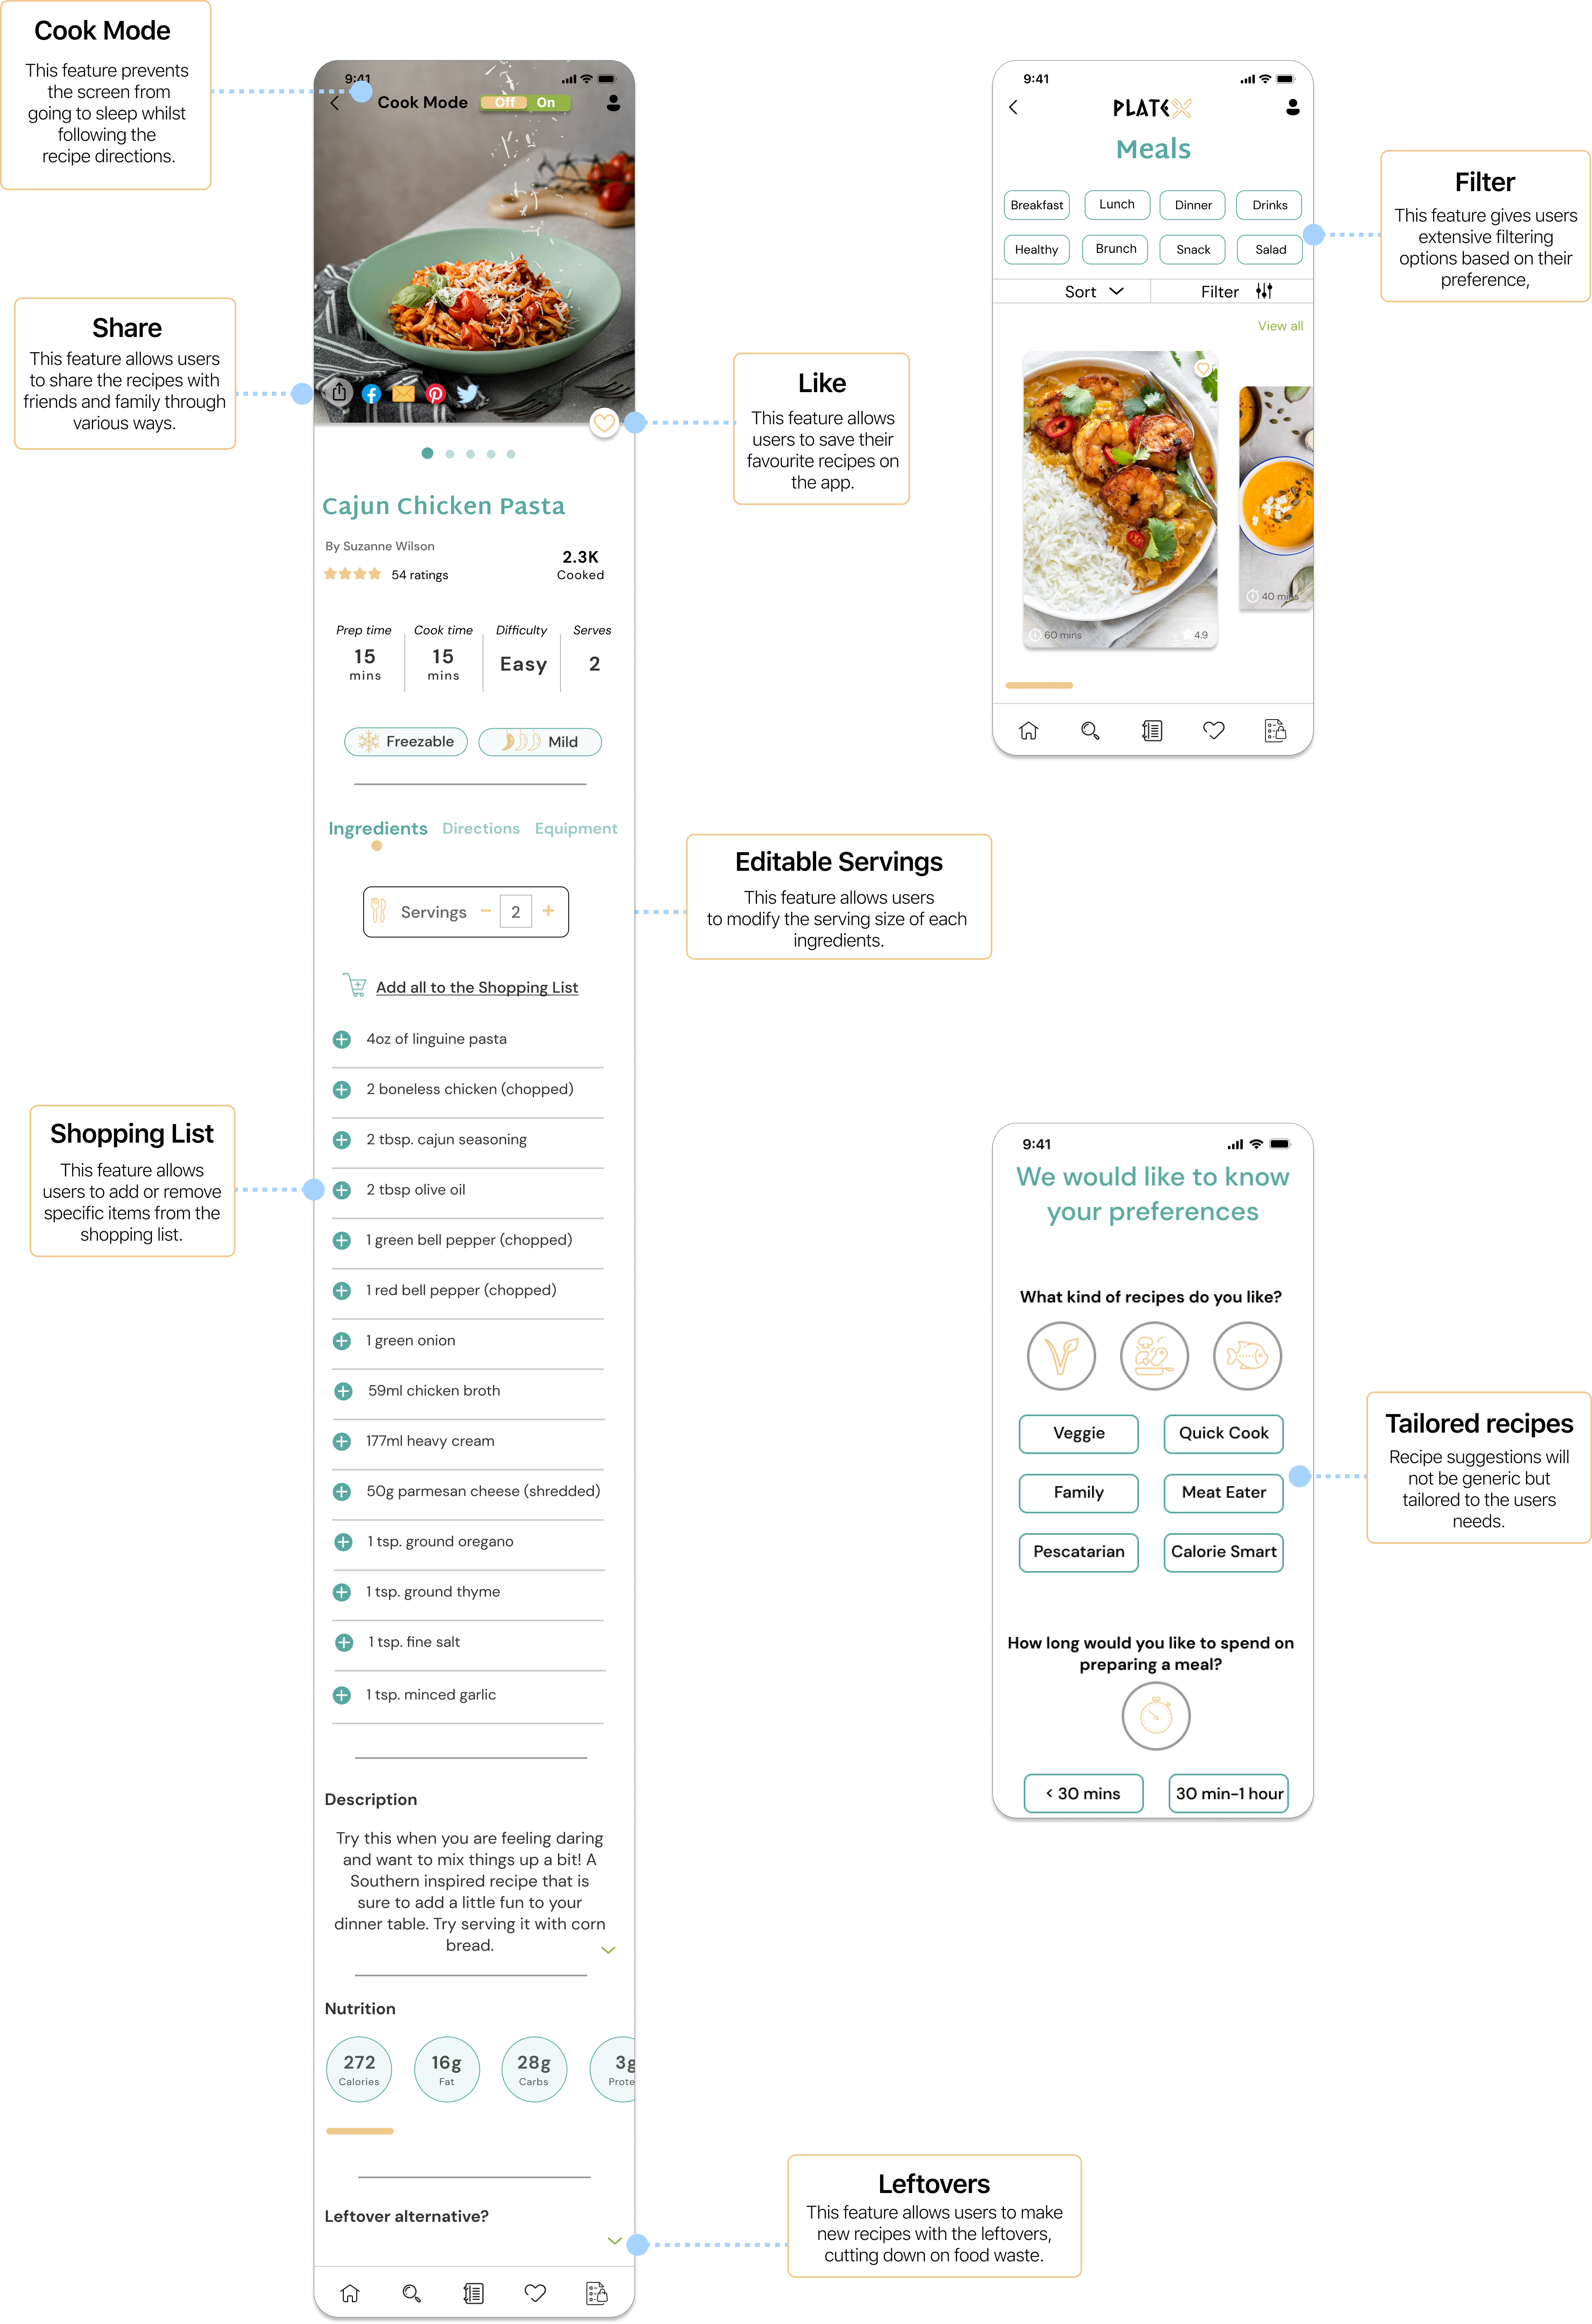 Cook Mode
This feature prevents
the screen from
going to sleep whilst
following the
recipe directions.
Share
This feature allows users
to share the recipes with
friends and family through
various ways.
Shopping List
This feature allows
users to add or remove
specific items from the
shopping list.
9:41
Cook Mode Off On
Cajun Chicken Pasta
By Suzanne Wilson
54 ratings
2.3K
Cooked
Prep time Cook time Difficulty Serves
15 mins
15 mins
Easy
2
Freezable Mild
Ingredients Directions Equipment
Servings − 2 +
Add all to the Shopping List
4oz of linguine pasta
2 boneless chicken (chopped)
2 tbsp. cajun seasoning
2 tbsp olive oil
1 green bell pepper (chopped)
1 red bell pepper (chopped)
1 green onion
59ml chicken broth
177ml heavy cream
50g parmesan cheese (shredded)
1 tsp. ground oregano
1 tsp. ground thyme
1 tsp. fine salt
1 tsp. minced garlic
Description
Try this when you are feeling daring
and want to mix things up a bit! A
Southern inspired recipe that is
sure to add a little fun to your
dinner table. Try serving it with corn
bread.
Nutrition
272 16g 28g 3g
Calories Fat Carbs Prote
Leftover alternative?
Like
This feature allows
users to save their
favourite recipes on
the app.
Editable Servings
This feature allows users
to modify the serving size of each
ingredients.
Leftovers
This feature allows users to make
new recipes with the leftovers,
cutting down on food waste.
9:41
PLATE
Meals
Breakfast Lunch Dinner Drinks
Healthy Brunch Snack Salad
Sort Filter
View all
60 mins 4.9
40 mins
Filter
This feature gives users
extensive filtering
options based on their
preference,
9:41
We would like to know
your preferences
What kind of recipes do you like?
Veggie Quick Cook
Family Meat Eater
Pescatarian Calorie Smart
How long would you like to spend on
preparing a meal?
< 30 mins 30 min-1 hour
Tailored recipes
Recipe suggestions will
not be generic but
tailored to the users
needs.